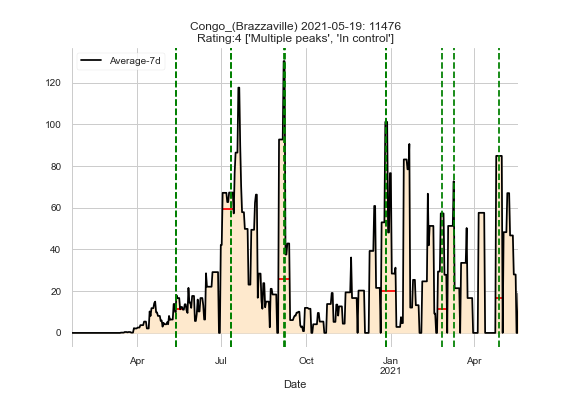 Congo_(Brazzaville) 2021-05-19: 11476
Rating:4 ['Multiple peaks', 'In control']
Average-7d
120
100
80
60
40
20
0
Apr
Jul
Oct
Jan
2021
Apr
Date